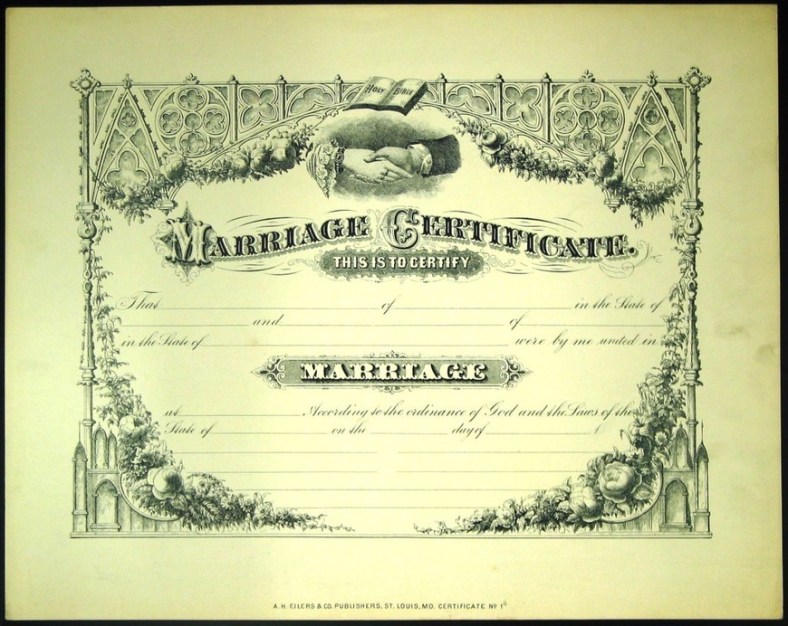 HOLY BIBLE
MARRIAGE CERTIFICATE.
THIS IS TO CERTIFY
That of in the State of
and of
in the State of were by me united in
MARRIAGE
at According to the ordinance of God and the Laws of the
State of on the day of
A. H. EILERS & CO. PUBLISHERS, ST. LOUIS, MO. CERTIFICATE Nº 1